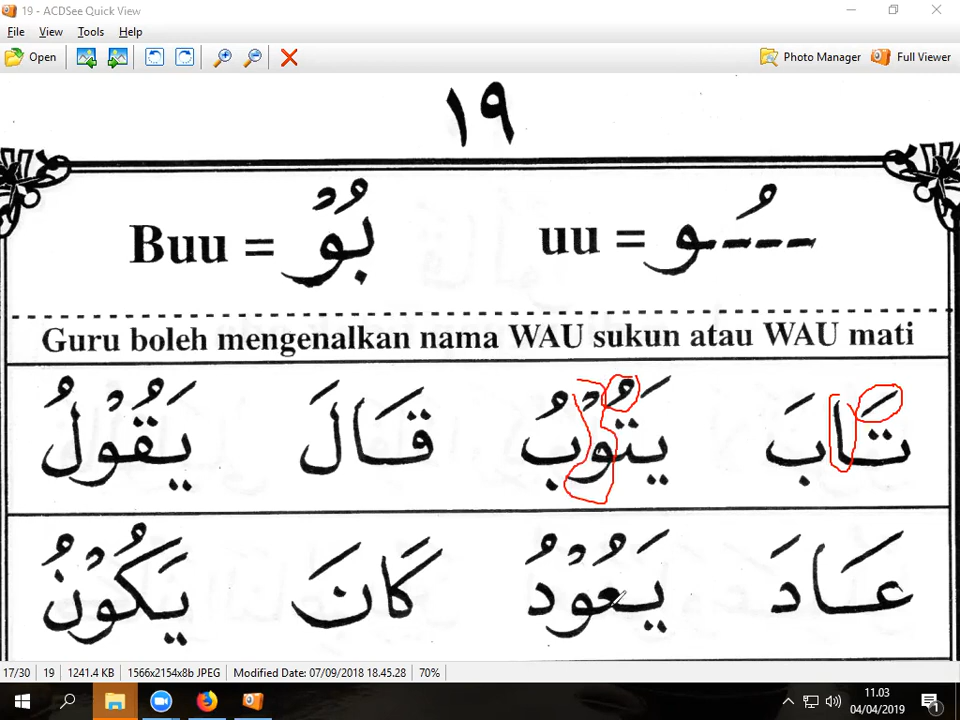 19 - ACDSee Quick View
File View Tools Help
Open Photo Manager Full Viewer
١٩
ـُـو = uu بُوْ = Buu
Guru boleh mengenalkan nama WAU sukun atau WAU mati
تَابَ يَتُوْبُ قَالَ يَقُوْلُ
عَادَ يَعُوْدُ كَانَ يَكُوْنُ
17/30 19 1241.4 KB 1566x2154x8b JPEG Modified Date: 07/09/2018 18.45.28 70%
11.03
04/04/2019
1